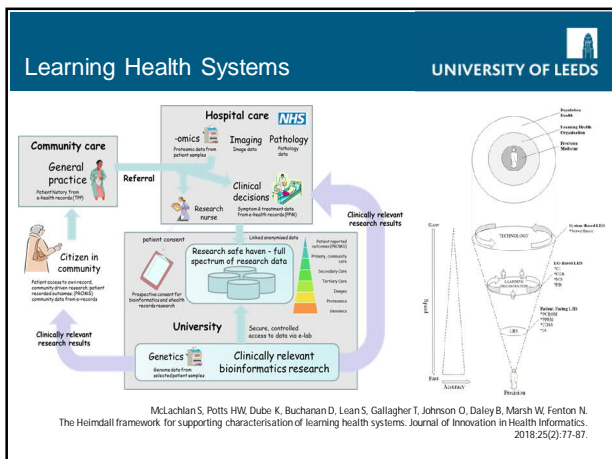 Learning Health Systems
UNIVERSITY OF LEEDS
Hospital care
NHS
-omics
Proteomic data from
patient samples
Imaging
Image data
Pathology
Pathology
data
Community care
General
practice
Patient history from
e-health records (TPP)
Referral
Research
nurse
Clinical
decisions
Symptom & treatment data
from e-health records (PPM)
Citizen in
community
Patient access to own record,
community driven research; patient
recorded outcomes (PROMS)
community data from e-records
Clinically relevant
research results
patient consent
Prospective consent for
bioinformatics and ehealth
records research
Linked anonymised data
Research safe haven - full
spectrum of research data
Patient reported
outcomes (PROMS)
Primary, community
care
Secondary Care
Tertiary Care
Images
Proteomics
Genomics
Clinically relevant
research results
University
Secure, controlled
access to data via e-lab
Genetics
Genome data from
selected patient samples
Clinically relevant
bioinformatics research
Population
Health
Learning Health
Organisation
Precision
Medicine
Slow
Speed
Fast
Accuracy
TECHNOLOGY
LEARNING
LHS
Precision
McLachlan S, Potts HW, Dube K, Buchanan D, Lean S, Gallagher T, Johnson O, Daley B, Marsh W, Fenton N.
The Heimdall framework for supporting characterisation of learning health systems. Journal of Innovation in Health Informatics.
2018;25(2):77-87.